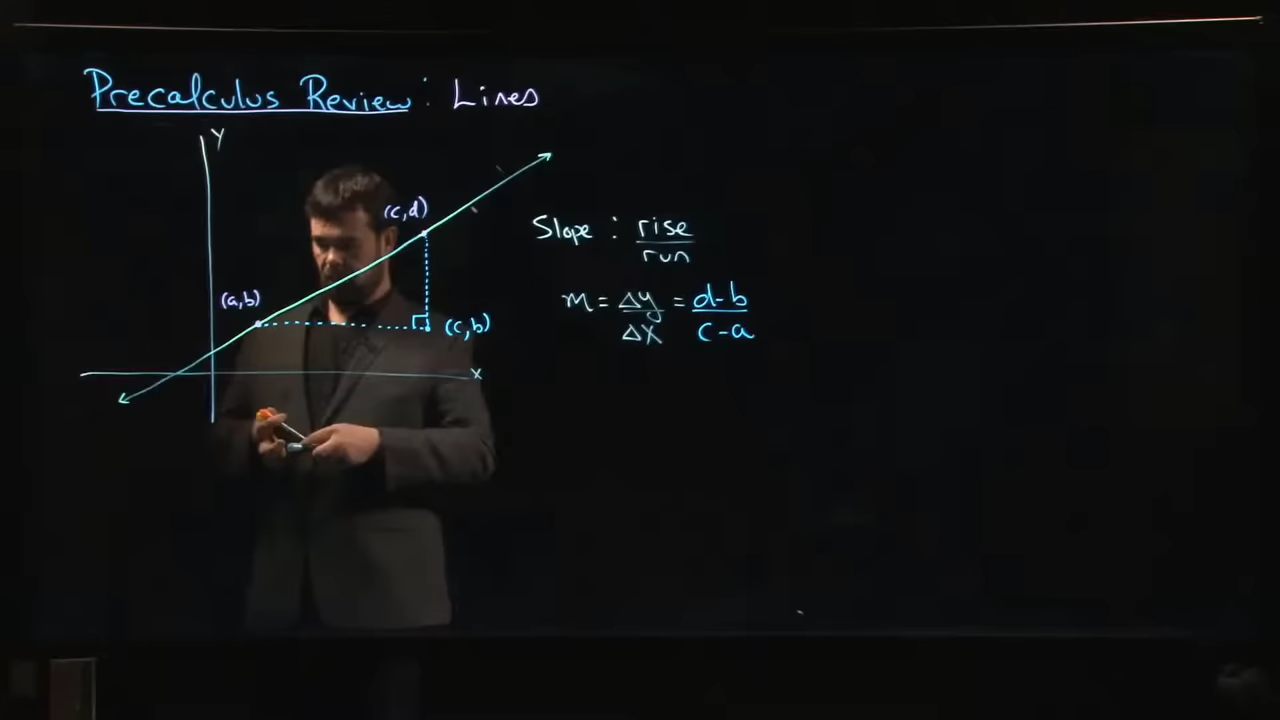 Precalculus Review: Lines
Y
(c,d)
Slope : rise
run
(a,b)
m = Δy = d-b
Δx c-a
(c,b)
x